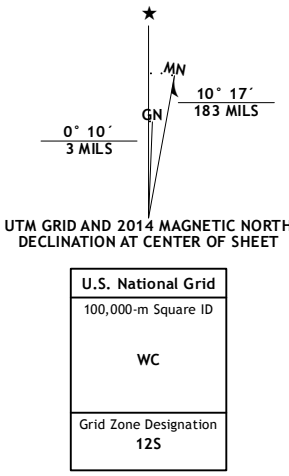 ★
MN
GN
10° 17´
183 MILS
0° 10´
3 MILS
UTM GRID AND 2014 MAGNETIC NORTH
DECLINATION AT CENTER OF SHEET
U.S. National Grid
100,000-m Square ID
WC
Grid Zone Designation
12S